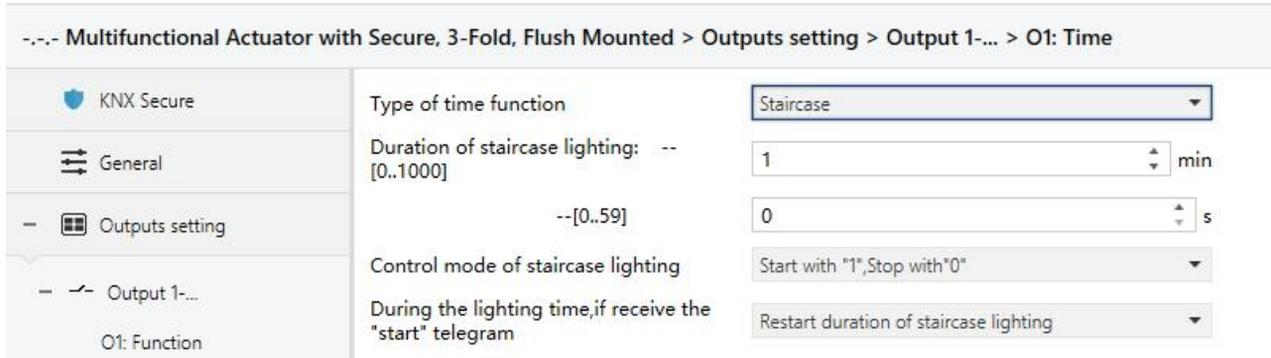 -.-.- Multifunctional Actuator with Secure, 3-Fold, Flush Mounted > Outputs setting > Output 1-... > O1: Time
KNX Secure
General
Outputs setting
Output 1-...
O1: Function
Type of time function
Staircase
Duration of staircase lighting: --
[0..1000]
1
min
--[0..59]
0
s
Control mode of staircase lighting
Start with "1",Stop with"0"
During the lighting time,if receive the
"start" telegram
Restart duration of staircase lighting